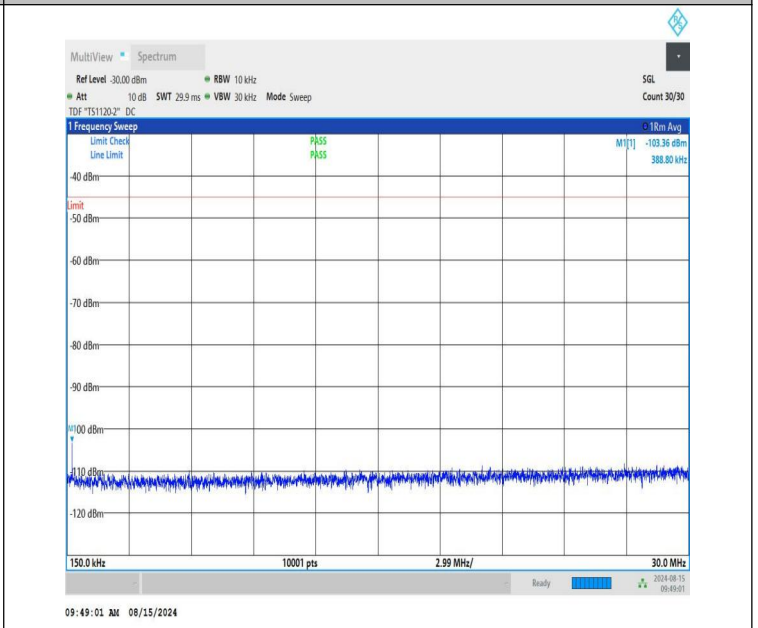 MultiView Spectrum
Ref Level -30.00 dBm RBW 10 kHz SGL
Att 10 dB SWT 29.9 ms VBW 30 kHz Mode Sweep Count 30/30
TDF "TS1120-2" DC
1 Frequency Sweep 1Rm Avg
Limit Check PASS M1[1] -103.36 dBm
Line Limit PASS 388.80 kHz
-40 dBm
Limit
-50 dBm
-60 dBm
-70 dBm
-80 dBm
-90 dBm
M1
-100 dBm
-110 dBm
-120 dBm
150.0 kHz 10001 pts 2.99 MHz/ 30.0 MHz
Ready 2024-08-15
09:49:01
09:49:01 AM 08/15/2024